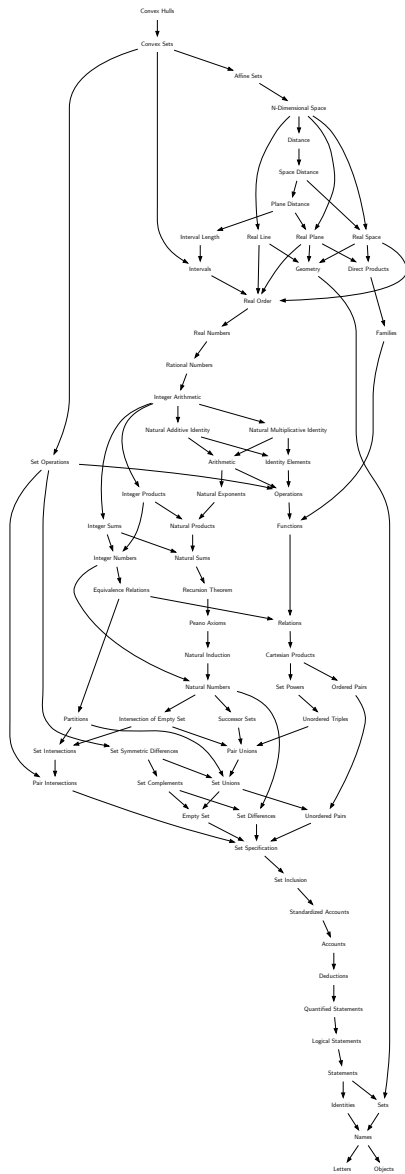 Convex Hulls
Convex Sets
Affine Sets
N-Dimensional Space
Distance
Space Distance
Plane Distance
Interval Length
Real Line
Real Plane
Real Space
Intervals
Geometry
Direct Products
Real Order
Real Numbers
Families
Rational Numbers
Integer Arithmetic
Natural Additive Identity
Natural Multiplicative Identity
Set Operations
Arithmetic
Identity Elements
Integer Products
Natural Exponents
Operations
Integer Sums
Natural Products
Functions
Integer Numbers
Natural Sums
Equivalence Relations
Recursion Theorem
Peano Axioms
Relations
Natural Induction
Cartesian Products
Natural Numbers
Set Powers
Ordered Pairs
Partitions
Intersection of Empty Set
Successor Sets
Unordered Triples
Set Intersections
Set Symmetric Differences
Pair Unions
Pair Intersections
Set Complements
Set Unions
Empty Set
Set Differences
Unordered Pairs
Set Specification
Set Inclusion
Standardized Accounts
Accounts
Deductions
Quantified Statements
Logical Statements
Statements
Identities
Sets
Names
Letters
Objects